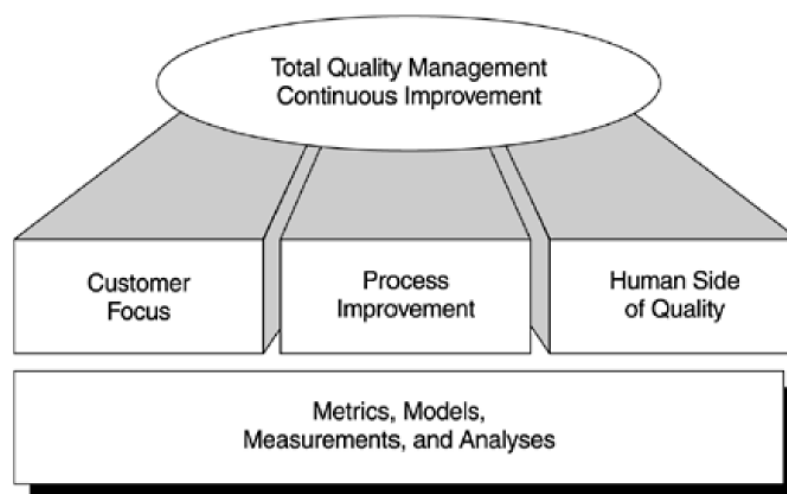 Total Quality Management
Continuous Improvement
Customer
Focus
Process
Improvement
Human Side
of Quality
Metrics, Models,
Measurements, and Analyses